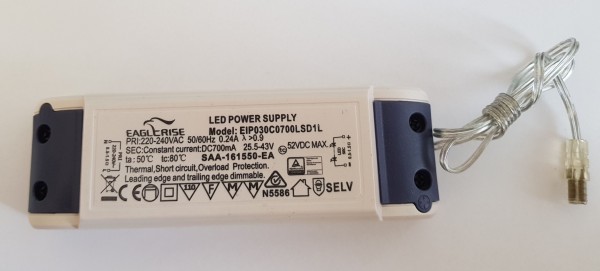 EAGLERISE
LED POWER SUPPLY
Model: EIP030C0700LSD1L
PRI:220-240VAC 50/60Hz 0.24A λ>0.9
SEC:Constant current:DC700mA 25.5-43V
ta:50℃ tc:80℃
SAA-161550-EA
Thermal,Short circuit,Overload Protection.
Leading edge and trailing edge dimmable.
52VDC MAX.
110 F M M
N5586
SELV
PRI